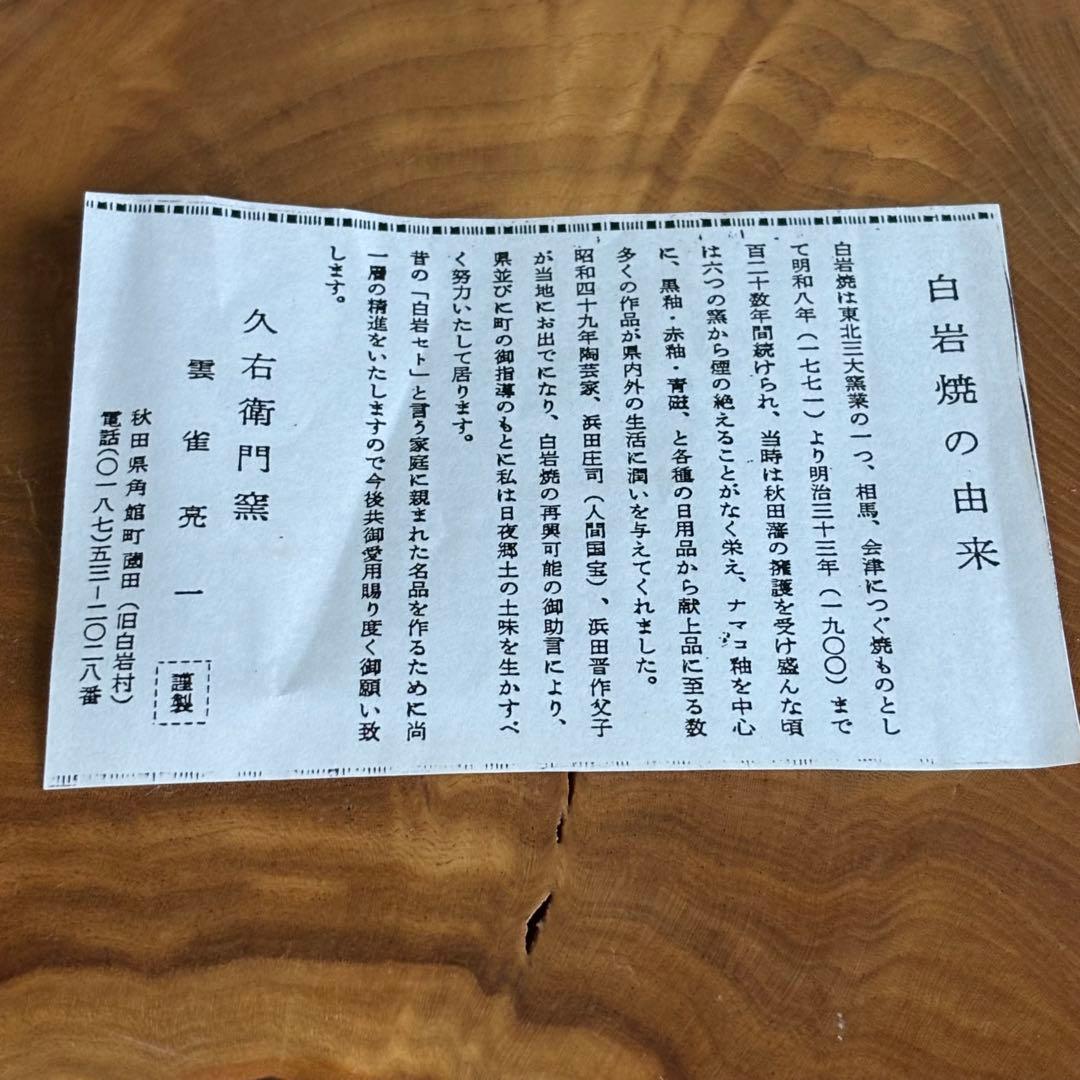 白岩焼の由来
白岩焼は東北三大窯業の一つ、相馬、会津につぐ焼ものとし
て明和八年（一七七一）より明治三十三年（一九〇〇）まで
百二十数年間続けられ、当時は秋田藩の擁護を受け盛んな頃
は六つの窯から煙の絶えることがなく栄え、ナマコ釉を中心
に、黒釉・赤釉・青磁、と各種の日用品から献上品に至る数
多くの作品が県内外の生活に潤いを与えてくれました。
昭和四十九年陶芸家、浜田庄司（人間国宝）、浜田晋作父子
が当地にお出でになり、白岩焼の再興可能の御助言により、
県並びに町の御指導のもとに私は日夜郷土の土味を生かすべ
く努力いたして居ります。
昔の「白岩セト」と言う家庭に親まれた名品を作るために尚
一層の精進をいたしますので今後共御愛用賜り度く御願い致
します。
久右衛門窯
雲雀亮一
謹製
秋田県角館町薗田（旧白岩村）
電話（〇一八七）五三－二〇二八番